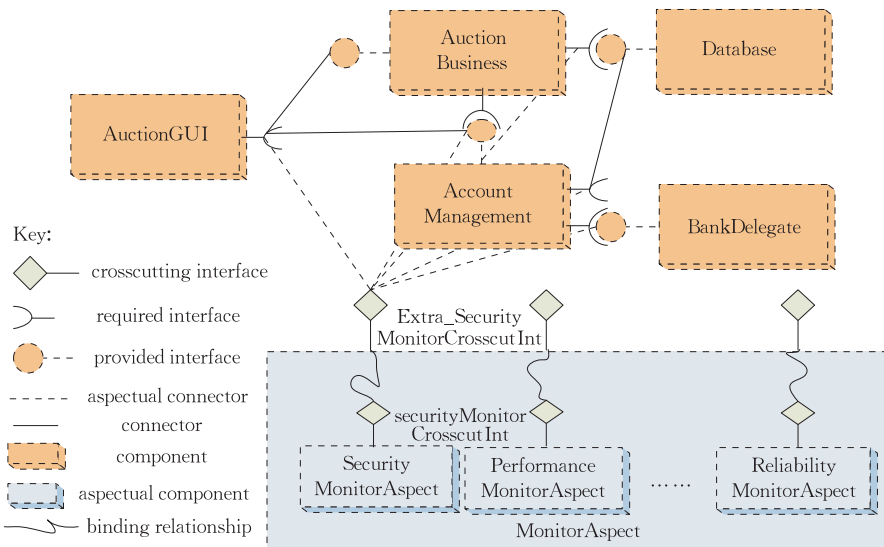 Auction
Business
Database
AuctionGUI
Account
Management
BankDelegate
Key:
crosscutting interface
required interface
provided interface
aspectual connector
connector
component
aspectual component
binding relationship
Extra_Security
MonitorCrosscutInt
securityMonitor
CrosscutInt
Security
MonitorAspect
Performance
MonitorAspect
……
Reliability
MonitorAspect
MonitorAspect